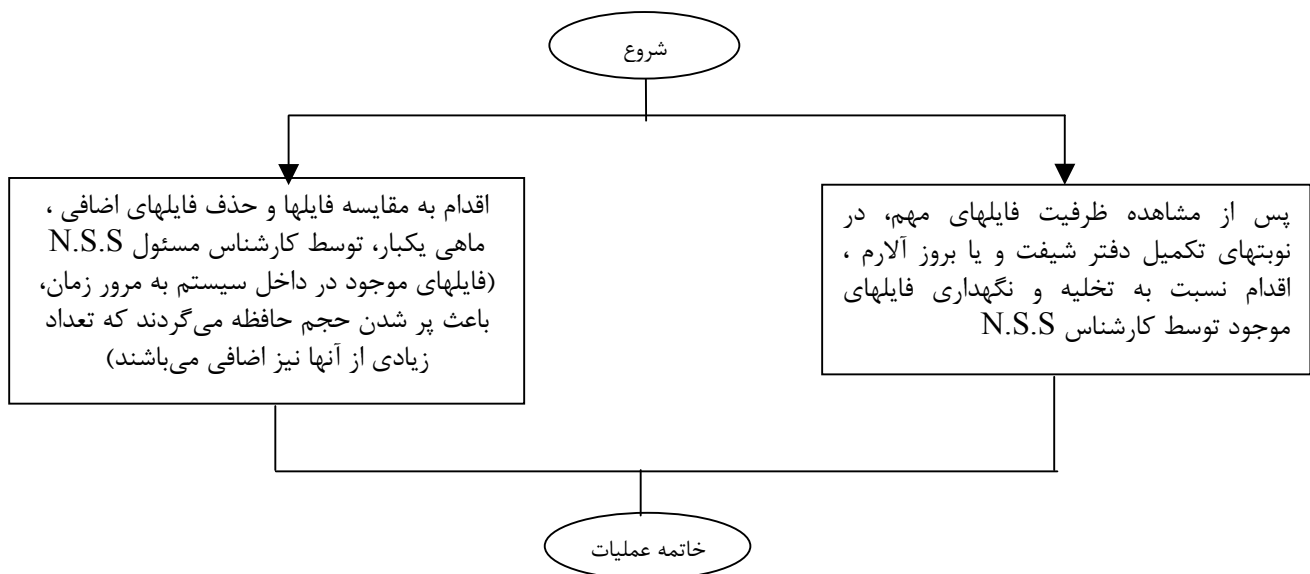 شروع
پس از مشاهده ظرفیت فایلهای مهم، در
نوبتهای تکمیل دفتر شیفت و یا بروز آلارم ،
اقدام نسبت به تخلیه و نگهداری فایلهای
موجود توسط کارشناس N.S.S
اقدام به مقایسه فایلها و حذف فایلهای اضافی ،
ماهی یکبار، توسط کارشناس مسئول N.S.S
(فایلهای موجود در داخل سیستم به مرور زمان،
باعث پر شدن حجم حافظه می‌گردند که تعداد
زیادی از آنها نیز اضافی می‌باشند)
خاتمه عملیات